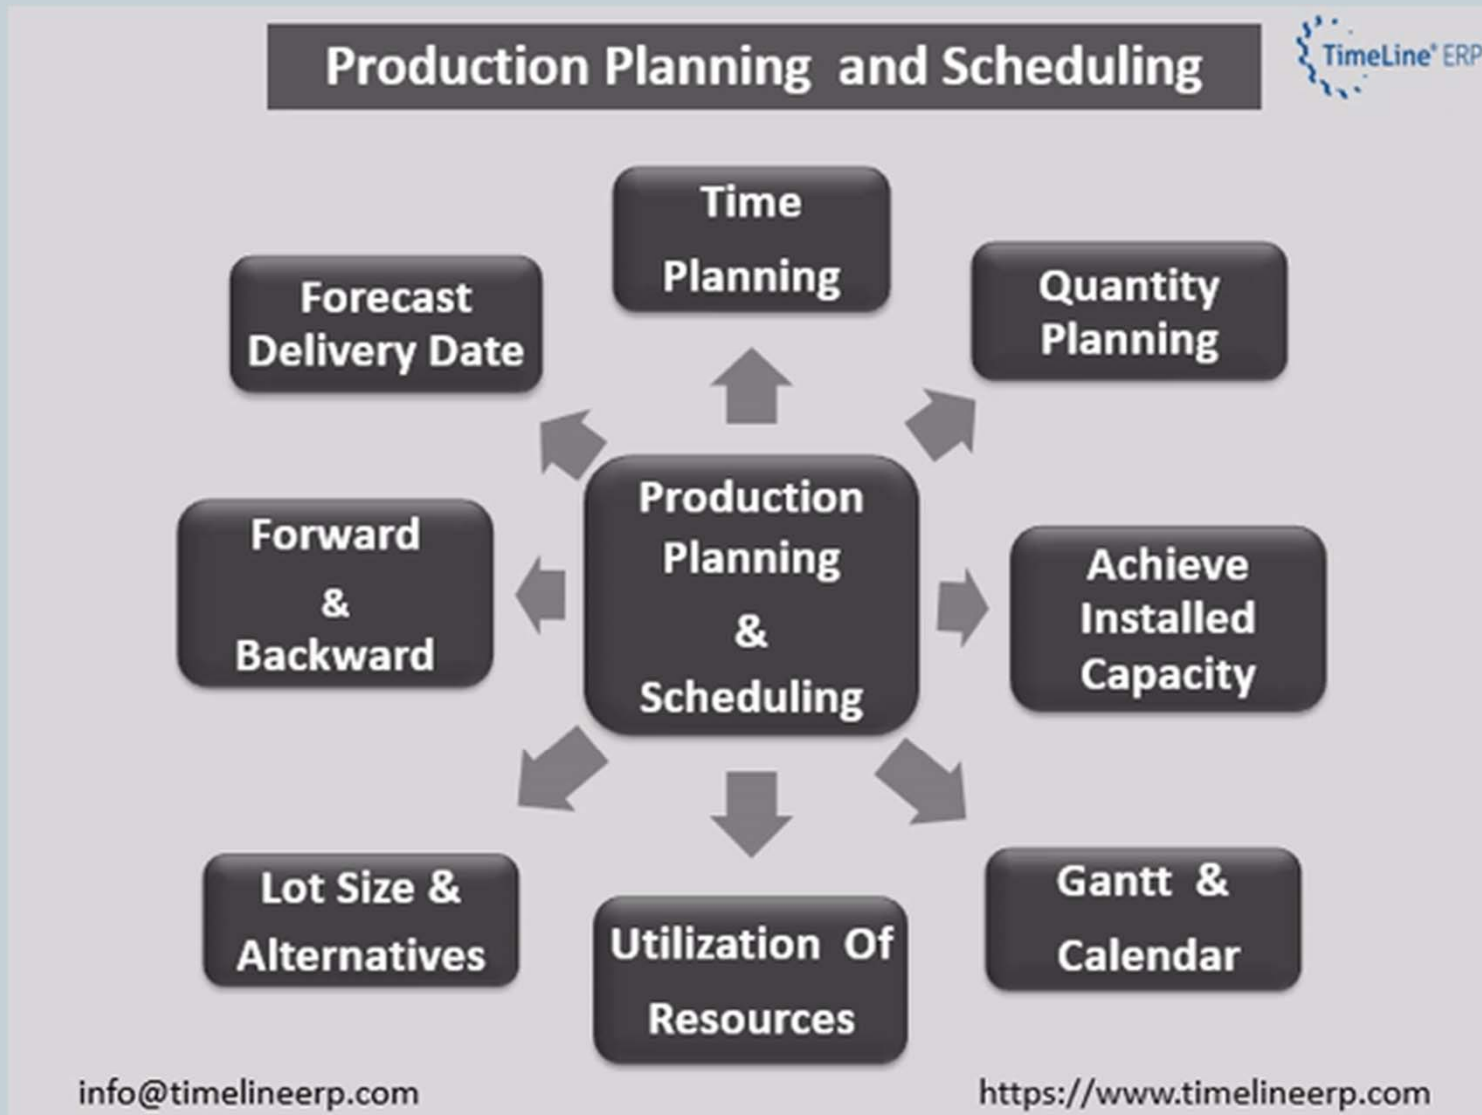 Production Planning and Scheduling
TimeLine® ERP
Time
Planning
Forecast
Delivery Date
Quantity
Planning
Forward
&
Backward
Production
Planning
&
Scheduling
Achieve
Installed
Capacity
Lot Size &
Alternatives
Utilization Of
Resources
Gantt &
Calendar
info@timelineerp.com
https://www.timelineerp.com